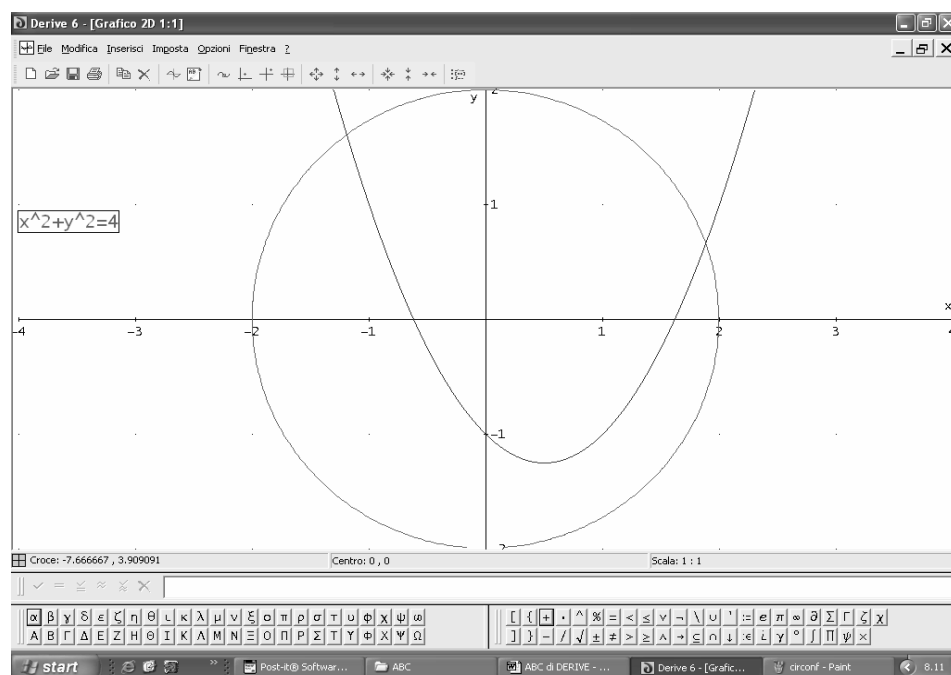 Derive 6 - [Grafico 2D 1:1]
File Modifica Inserisci Imposta Opzioni Finestra ?
y
2
1
x^2+y^2=4
x
-4 -3 -2 -1 1 2 3 4
-1
-2
Croce: -7.666667 , 3.909091 Centro: 0 , 0 Scala: 1 : 1
α β γ δ ε ζ η θ ι κ λ μ ν ξ ο π ρ σ τ υ φ χ ψ ω [ { + · ^ % = < ≤ ∨ ¬ \ ∪ ' := e π ∞ ∂ Σ Γ ζ χ
Α Β Γ Δ Ε Ζ Η Θ Ι Κ Λ Μ Ν Ξ Ο Π Ρ Σ Τ Υ Φ Χ Ψ Ω ] } - / √ ± ≠ > ≥ ∧ → ⊆ ∩ ↓ :∈ i γ ° ∫ Π ψ ×
start Post-it® Softwar... ABC ABC di DERIVE - ... Derive 6 - [Grafic... circonf - Paint 8.11